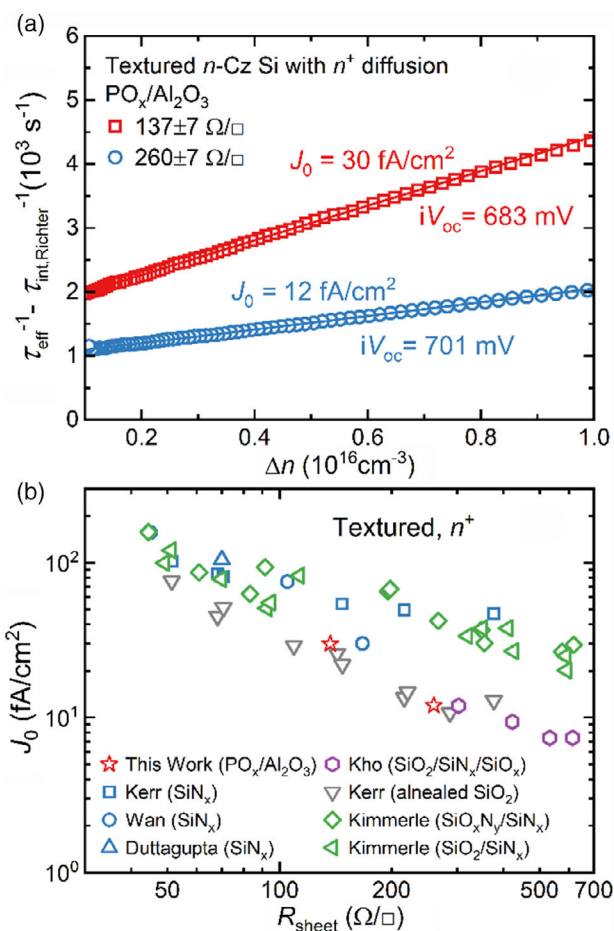 (a)
6
5
4
3
2
1
0
τeff⁻¹ - τint,Richter⁻¹ (10³ s⁻¹)
Textured n-Cz Si with n⁺ diffusion
POx/Al2O3
137±7 Ω/□
260±7 Ω/□
J0 = 30 fA/cm²
iVoc= 683 mV
J0 = 12 fA/cm²
iVoc= 701 mV
0.2 0.4 0.6 0.8 1.0
Δn (10¹⁶cm⁻³)
(b)
Textured, n⁺
10²
10¹
10⁰
J0 (fA/cm²)
This Work (POx/Al2O3)
Kerr (SiNx)
Wan (SiNx)
Duttagupta (SiNx)
Kho (SiO2/SiNx/SiOx)
Kerr (alnealed SiO2)
Kimmerle (SiOxNy/SiNx)
Kimmerle (SiO2/SiNx)
50 100 200 500 700
Rsheet (Ω/□)